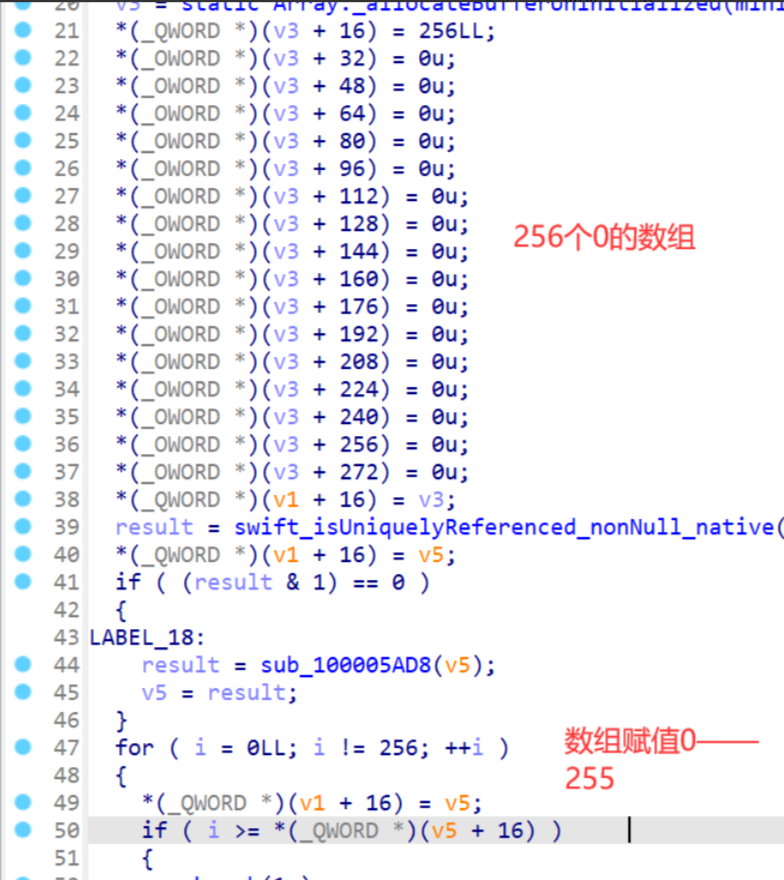 20 v3 = static Array._allocateBufferUninitialized(mini
21 *(_QWORD *)(v3 + 16) = 256LL;
22 *(_OWORD *)(v3 + 32) = 0u;
23 *(_OWORD *)(v3 + 48) = 0u;
24 *(_OWORD *)(v3 + 64) = 0u;
25 *(_OWORD *)(v3 + 80) = 0u;
26 *(_OWORD *)(v3 + 96) = 0u;
27 *(_OWORD *)(v3 + 112) = 0u;
28 *(_OWORD *)(v3 + 128) = 0u;
29 *(_OWORD *)(v3 + 144) = 0u;
30 *(_OWORD *)(v3 + 160) = 0u;
31 *(_OWORD *)(v3 + 176) = 0u;
32 *(_OWORD *)(v3 + 192) = 0u;
33 *(_OWORD *)(v3 + 208) = 0u;
34 *(_OWORD *)(v3 + 224) = 0u;
35 *(_OWORD *)(v3 + 240) = 0u;
36 *(_OWORD *)(v3 + 256) = 0u;
37 *(_OWORD *)(v3 + 272) = 0u;
256个0的数组
38 *(_QWORD *)(v1 + 16) = v3;
39 result = swift_isUniquelyReferenced_nonNull_native(
40 *(_QWORD *)(v1 + 16) = v5;
41 if ( (result & 1) == 0 )
42 {
43 LABEL_18:
44 result = sub_100005AD8(v5);
45 v5 = result;
46 }
47 for ( i = 0LL; i != 256; ++i )
数组赋值0——
255
48 {
49 *(_QWORD *)(v1 + 16) = v5;
50 if ( i >= *(_QWORD *)(v5 + 16) )
51 {